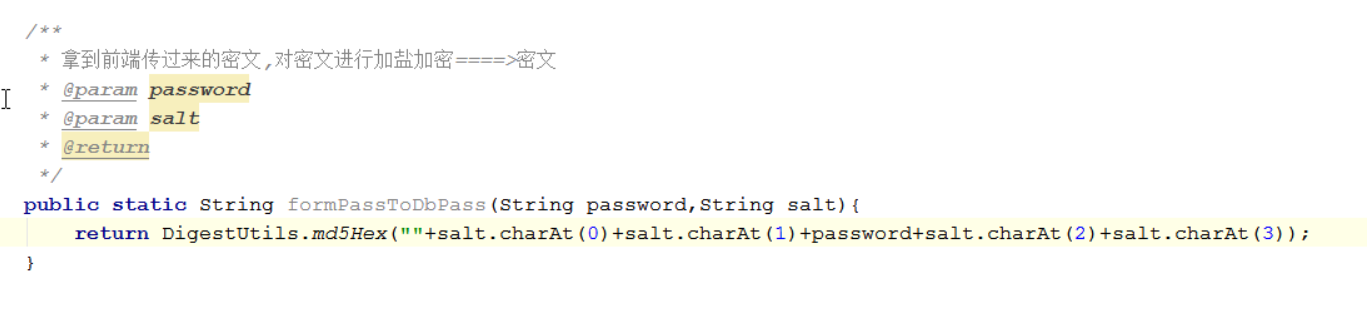 /**
* 拿到前端传过来的密文,对密文进行加盐加密====>密文
* @param password
* @param salt
* @return
*/
public static String formPassToDbPass(String password,String salt){
return DigestUtils.md5Hex(""+salt.charAt(0)+salt.charAt(1)+password+salt.charAt(2)+salt.charAt(3));
}